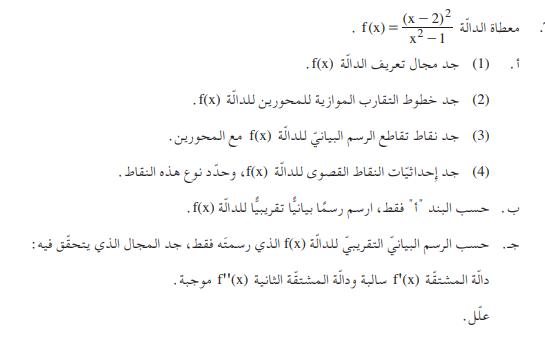 معطاة الدالّة f(x) = (x − 2)² / (x² − 1) .
أ. (1) جد مجال تعريف الدالّة f(x).
(2) جد خطوط التقارب الموازية للمحورين للدالّة f(x).
(3) جد نقاط تقاطع الرسم البيانيّ للدالّة f(x) مع المحورين.
(4) جد إحداثيّات النقاط القصوى للدالّة f(x)، وحدّد نوع هذه النقاط.
ب. حسب البند "أ" فقط، ارسم رسمًا بيانيًّا تقريبيًّا للدالّة f(x).
جـ. حسب الرسم البيانيّ التقريبيّ للدالّة f(x) الذي رسمتَه فقط، جد المجال الذي يتحقّق فيه:
دالّة المشتقّة f'(x) سالبة ودالّة المشتقّة الثانية f''(x) موجبة.
علّل.